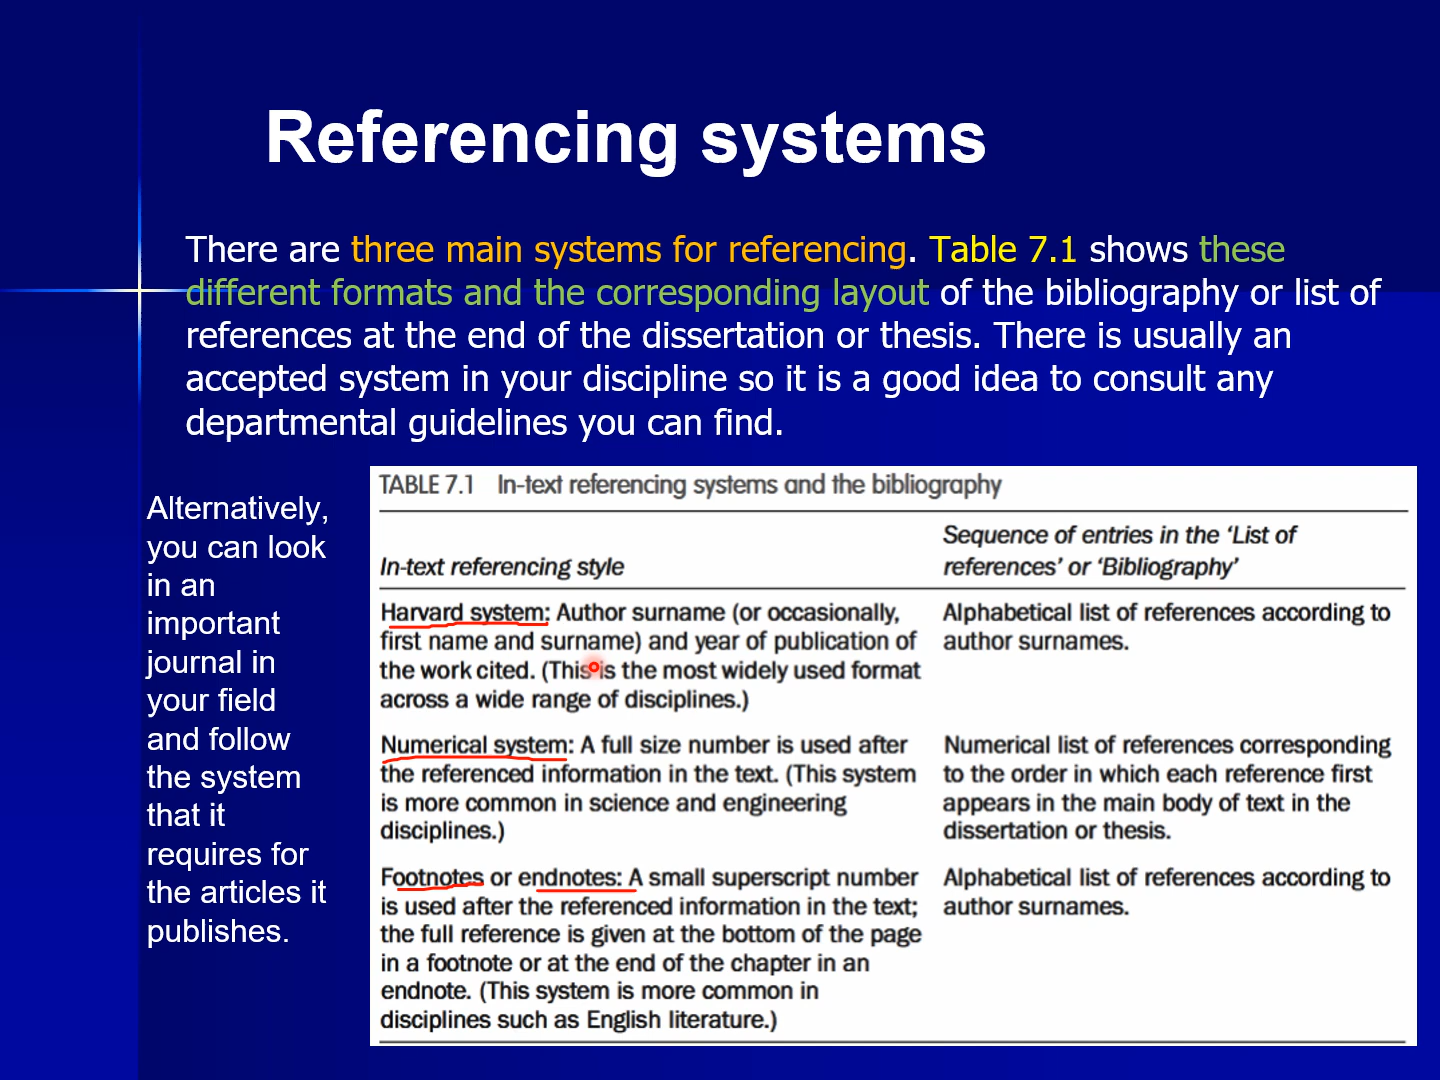 Referencing systems
There are three main systems for referencing. Table 7.1 shows these
different formats and the corresponding layout of the bibliography or list of
references at the end of the dissertation or thesis. There is usually an
accepted system in your discipline so it is a good idea to consult any
departmental guidelines you can find.
Alternatively,
you can look
in an
important
journal in
your field
and follow
the system
that it
requires for
the articles it
publishes.
TABLE 7.1 In-text referencing systems and the bibliography
In-text referencing style
Sequence of entries in the ‘List of
references’ or ‘Bibliography’
Harvard system: Author surname (or occasionally,
first name and surname) and year of publication of
the work cited. (This is the most widely used format
across a wide range of disciplines.)
Alphabetical list of references according to
author surnames.
Numerical system: A full size number is used after
the referenced information in the text. (This system
is more common in science and engineering
disciplines.)
Numerical list of references corresponding
to the order in which each reference first
appears in the main body of text in the
dissertation or thesis.
Footnotes or endnotes: A small superscript number
is used after the referenced information in the text;
the full reference is given at the bottom of the page
in a footnote or at the end of the chapter in an
endnote. (This system is more common in
disciplines such as English literature.)
Alphabetical list of references according to
author surnames.